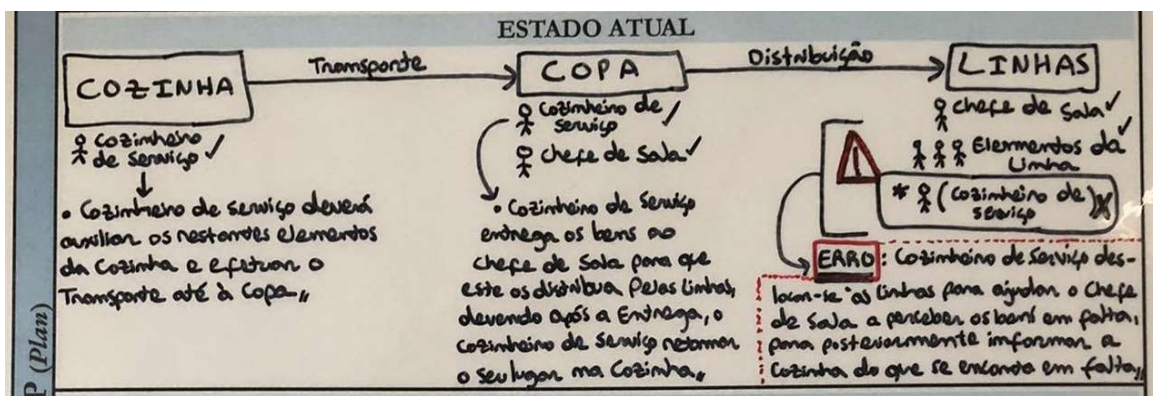 ESTADO ATUAL
COZINHA
Transporte
COPA
Distribuição
LINHAS
Cozinheiro
de Serviço
• Cozinheiro de Serviço deverá
auxiliar os restantes elementos
da Cozinha e efetuar o
Transporte até à Copa,,
Cozinheiro de
serviço
Chefe de Sala
• Cozinheiro de Serviço
entrega os bens ao
chefe de Sala para que
este os distribua pelas linhas,
devendo após a Entrega, o
cozinheiro de Serviço retomar
o seu lugar na Cozinha,,
Chefe de Sala
Elementos da
Linha
* (Cozinheiro de
serviço)
ERRO: Cozinheiro de Serviço des-
loca-se às Linhas para ajudar o Chefe
de Sala a perceber os bens em falta,
para posteriormente informar a
Cozinha do que se encontra em falta,,
P (Plan)